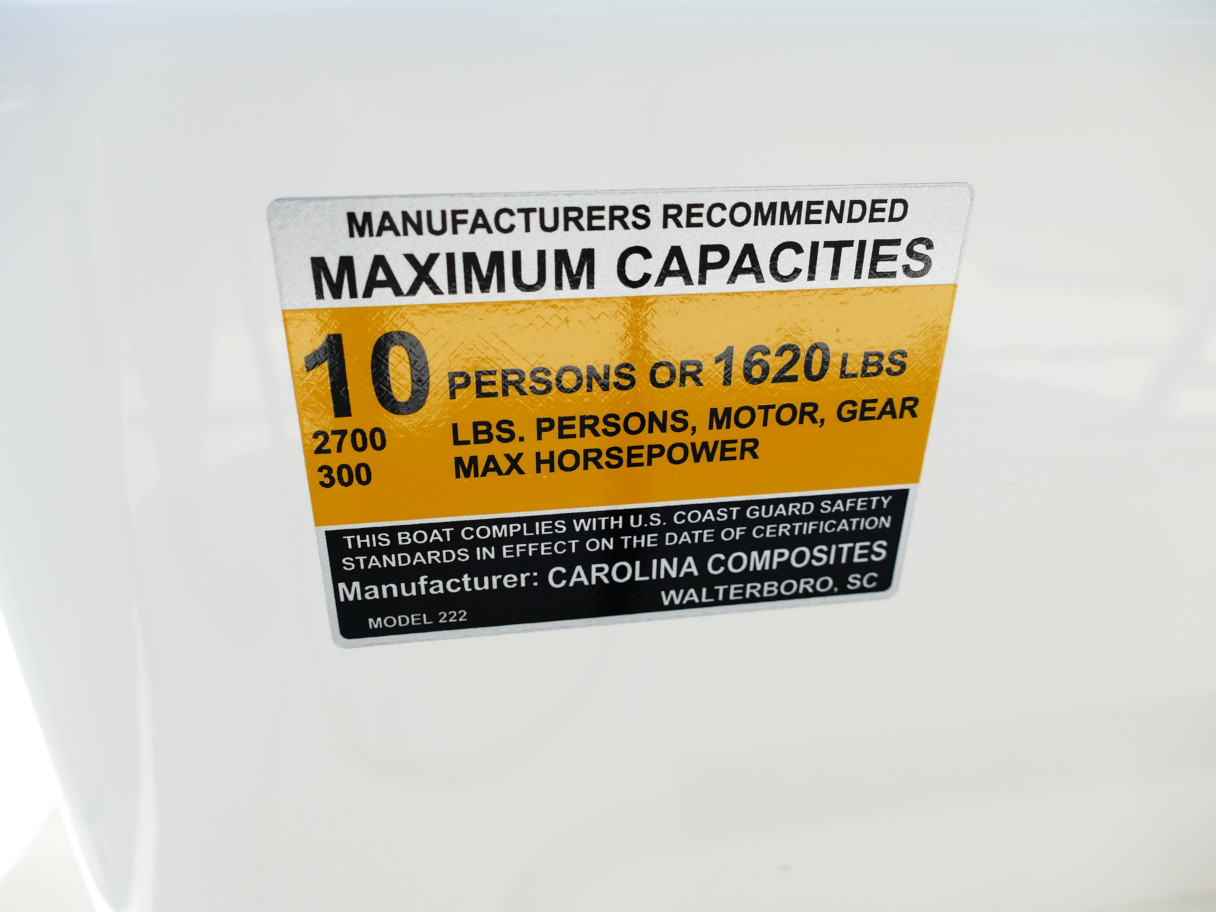 MANUFACTURERS RECOMMENDED
MAXIMUM CAPACITIES
10 PERSONS OR 1620 LBS
2700 LBS. PERSONS, MOTOR, GEAR
300 MAX HORSEPOWER
THIS BOAT COMPLIES WITH U.S. COAST GUARD SAFETY
STANDARDS IN EFFECT ON THE DATE OF CERTIFICATION
Manufacturer: CAROLINA COMPOSITES
WALTERBORO, SC
MODEL 222